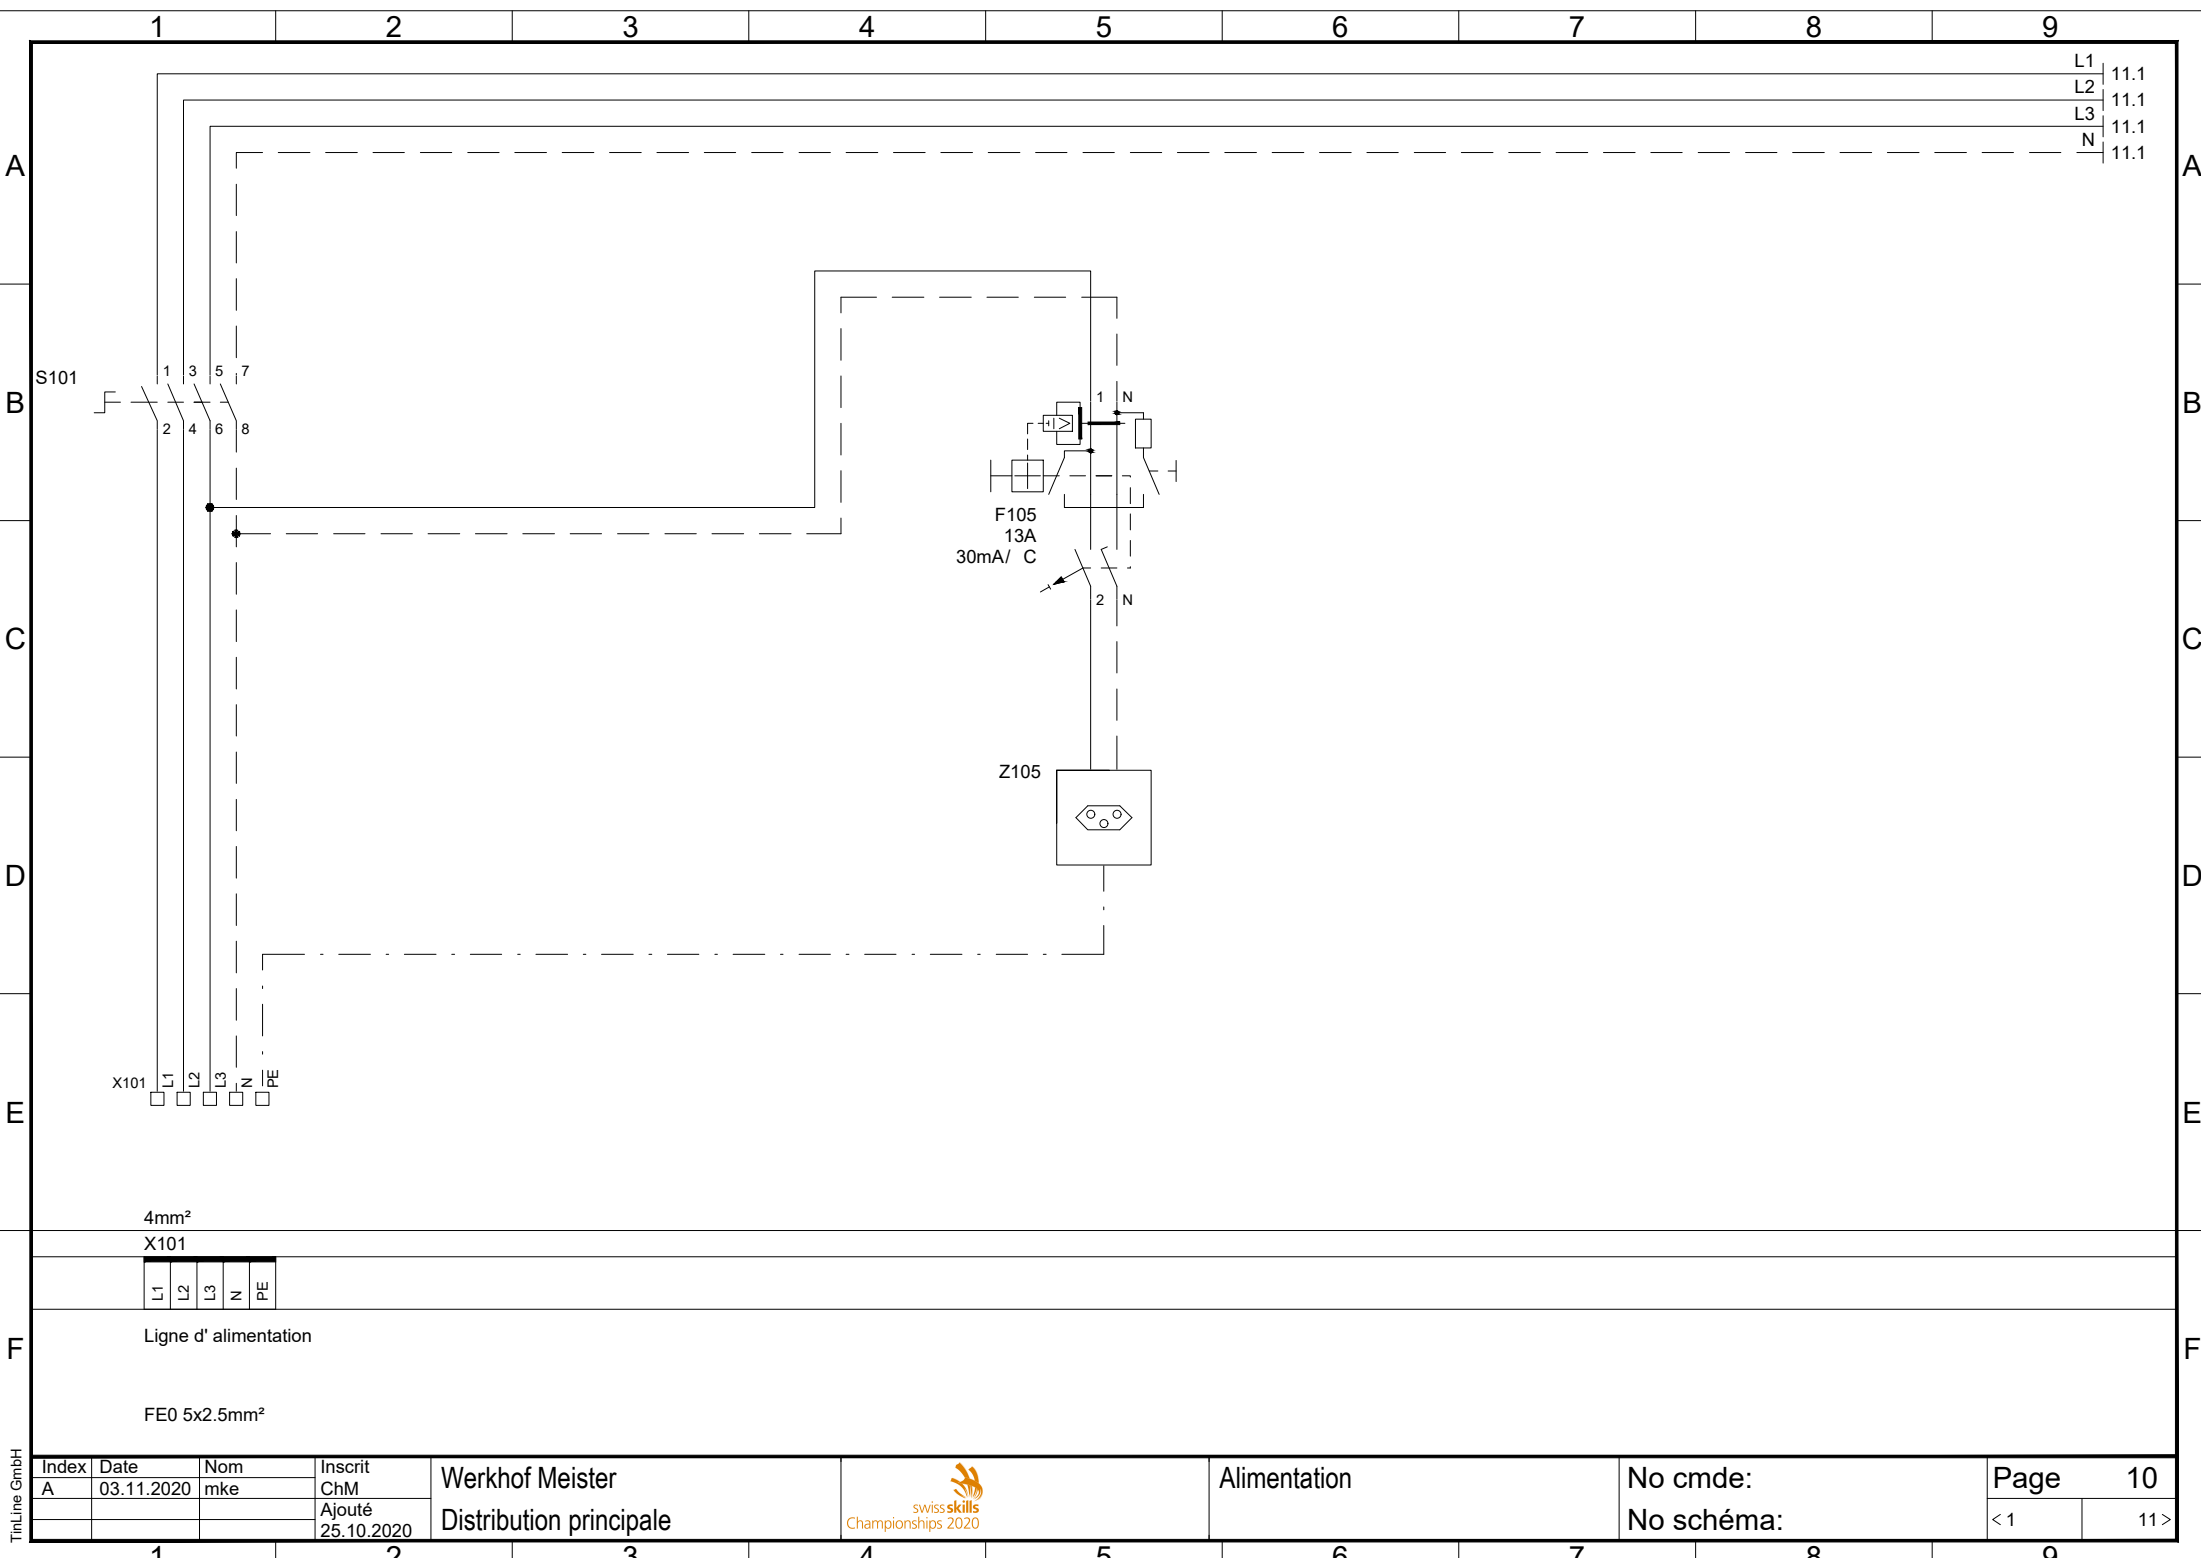 1 2 3 4 5 6 7 8 9
L1 11.1
L2 11.1
L3 11.1
N 11.1
A A
S101
1 3 5 7
B B
2 4 6 8
1 N
F105
13A
30mA/ C
2 N
C C
Z105
D D
X101 L1 L2 L3 N PE
E E
4mm²
X101
L1 L2 L3 N PE
Ligne d' alimentation
F F
FE0 5x2.5mm²
TinLine GmbH
Index Date Nom Inscrit
A 03.11.2020 mke ChM
Ajouté
25.10.2020
Werkhof Meister
Distribution principale
swissskills
Championships 2020
Alimentation
No cmde:
No schéma:
Page 10
< 1 11 >
1 2 3 4 5 6 7 8 9